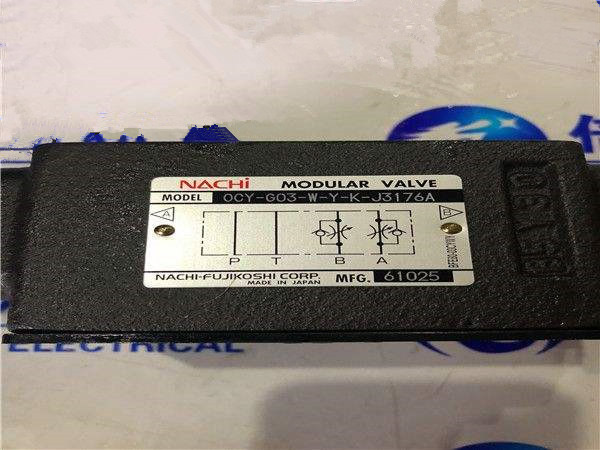 NACHI MODULAR VALVE
MODEL OCY-G03-W-Y-K-J3176A
A B
P T B A
NACHI-FUJIKOSHI CORP. MFG. 61025
MADE IN JAPAN
ELECTRICAL